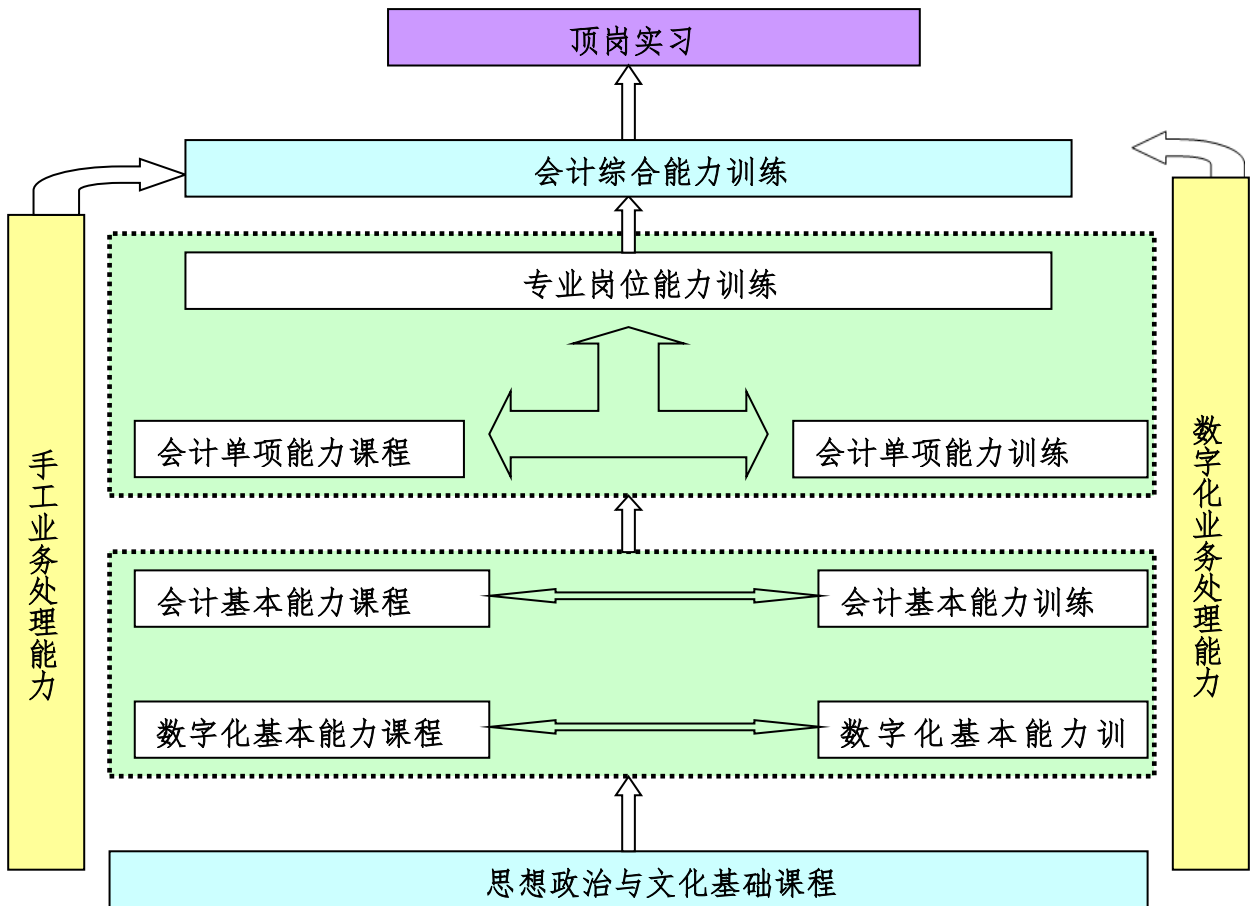 顶岗实习
会计综合能力训练
专业岗位能力训练
会计单项能力课程
会计单项能力训练
手工业务处理能力
数字化业务处理能力
会计基本能力课程
会计基本能力训练
数字化基本能力课程
数字化基本能力训
思想政治与文化基础课程